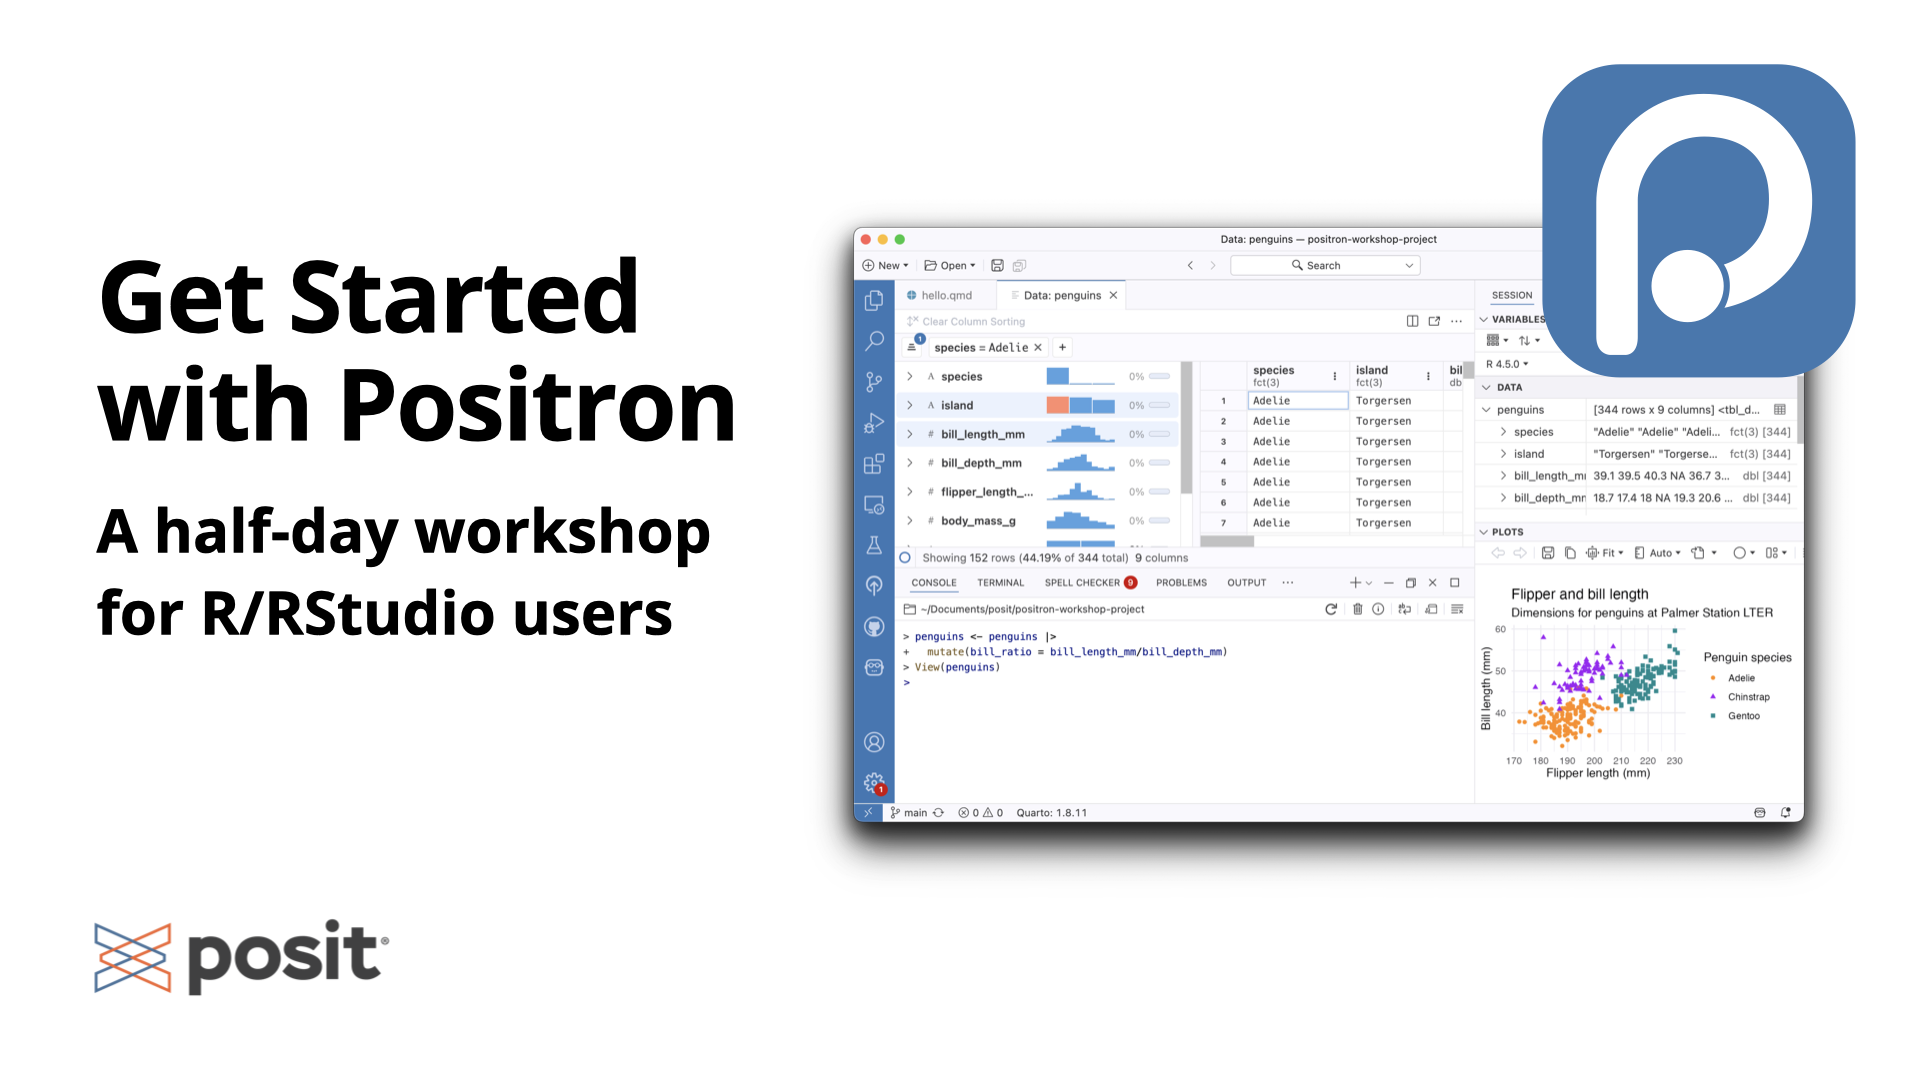 Get Started
with Positron
A half-day workshop
for R/RStudio users
posit®
Data: penguins — positron-workshop-project
New
Open
Search
hello.qmd
Data: penguins
Clear Column Sorting
1
species = Adelie
species 0%
island 0%
bill_length_mm 0%
bill_depth_mm 0%
flipper_length_... 0%
body_mass_g 0%
species island bil
fct(3) fct(3) db
1 Adelie Torgersen
2 Adelie Torgersen
3 Adelie Torgersen
4 Adelie Torgersen
5 Adelie Torgersen
6 Adelie Torgersen
7 Adelie Torgersen
Showing 152 rows (44.19% of 344 total) 9 columns
CONSOLE TERMINAL SPELL CHECKER 9 PROBLEMS OUTPUT ...
~/Documents/posit/positron-workshop-project
> penguins <- penguins |>
+ mutate(bill_ratio = bill_length_mm/bill_depth_mm)
> View(penguins)
>
1
main 0 0 Quarto: 1.8.11
SESSION
VARIABLES
R 4.5.0
DATA
penguins [344 rows x 9 columns] <tbl_d...
species "Adelie" "Adelie" "Adeli... fct(3) [344]
island "Torgersen" "Torgerse... fct(3) [344]
bill_length_m 39.1 39.5 40.3 NA 36.7 3... dbl [344]
bill_depth_mm 18.7 17.4 18 NA 19.3 20.6 ... dbl [344]
PLOTS
Fit Auto
Flipper and bill length
Dimensions for penguins at Palmer Station LTER
60
50
40
Bill length (mm)
170 180 190 200 210 220 230
Flipper length (mm)
Penguin species
Adelie
Chinstrap
Gentoo